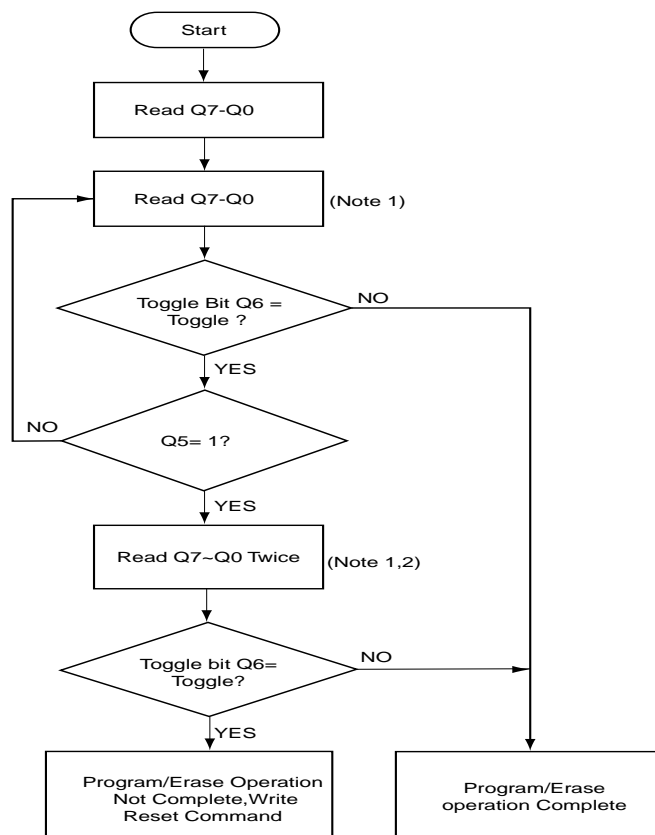 Start
Read Q7-Q0
Read Q7-Q0
(Note 1)
Toggle Bit Q6 =
Toggle ?
NO
YES
NO
Q5= 1?
YES
Read Q7~Q0 Twice
(Note 1,2)
Toggle bit Q6=
Toggle?
NO
YES
Program/Erase Operation
Not Complete,Write
Reset Command
Program/Erase
operation Complete